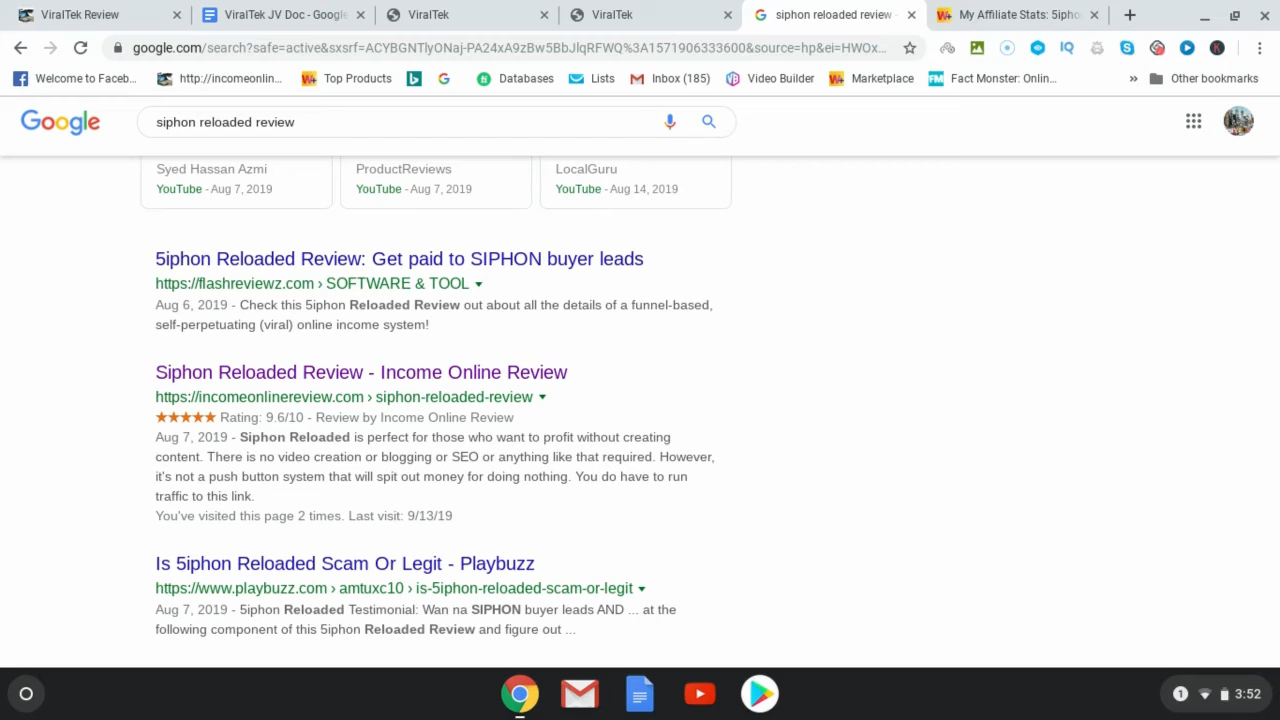 ViralTek Review
ViralTek JV Doc - Google
ViralTek
ViralTek
siphon reloaded review -
My Affiliate Stats: 5ipho
google.com/search?safe=active&sxsrf=ACYBGNTlyONaj-PA24xA9zBw5BbJlqRFWQ%3A1571906333600&source=hp&ei=HWOx...
Welcome to Faceb...
http://incomeonlin...
Top Products
Databases
Lists
Inbox (185)
Video Builder
Marketplace
Fact Monster: Onlin...
»
Other bookmarks
Google
siphon reloaded review
Syed Hassan Azmi
ProductReviews
LocalGuru
YouTube - Aug 7, 2019
YouTube - Aug 7, 2019
YouTube - Aug 14, 2019
5iphon Reloaded Review: Get paid to SIPHON buyer leads
https://flashreviewz.com › SOFTWARE & TOOL
Aug 6, 2019 - Check this 5iphon Reloaded Review out about all the details of a funnel-based,
self-perpetuating (viral) online income system!
Siphon Reloaded Review - Income Online Review
https://incomeonlinereview.com › siphon-reloaded-review
Rating: 9.6/10 - Review by Income Online Review
Aug 7, 2019 - Siphon Reloaded is perfect for those who want to profit without creating
content. There is no video creation or blogging or SEO or anything like that required. However,
it's not a push button system that will spit out money for doing nothing. You do have to run
traffic to this link.
You've visited this page 2 times. Last visit: 9/13/19
Is 5iphon Reloaded Scam Or Legit - Playbuzz
https://www.playbuzz.com › amtuxc10 › is-5iphon-reloaded-scam-or-legit
Aug 7, 2019 - 5iphon Reloaded Testimonial: Wan na SIPHON buyer leads AND ... at the
following component of this 5iphon Reloaded Review and figure out ...
1
3:52